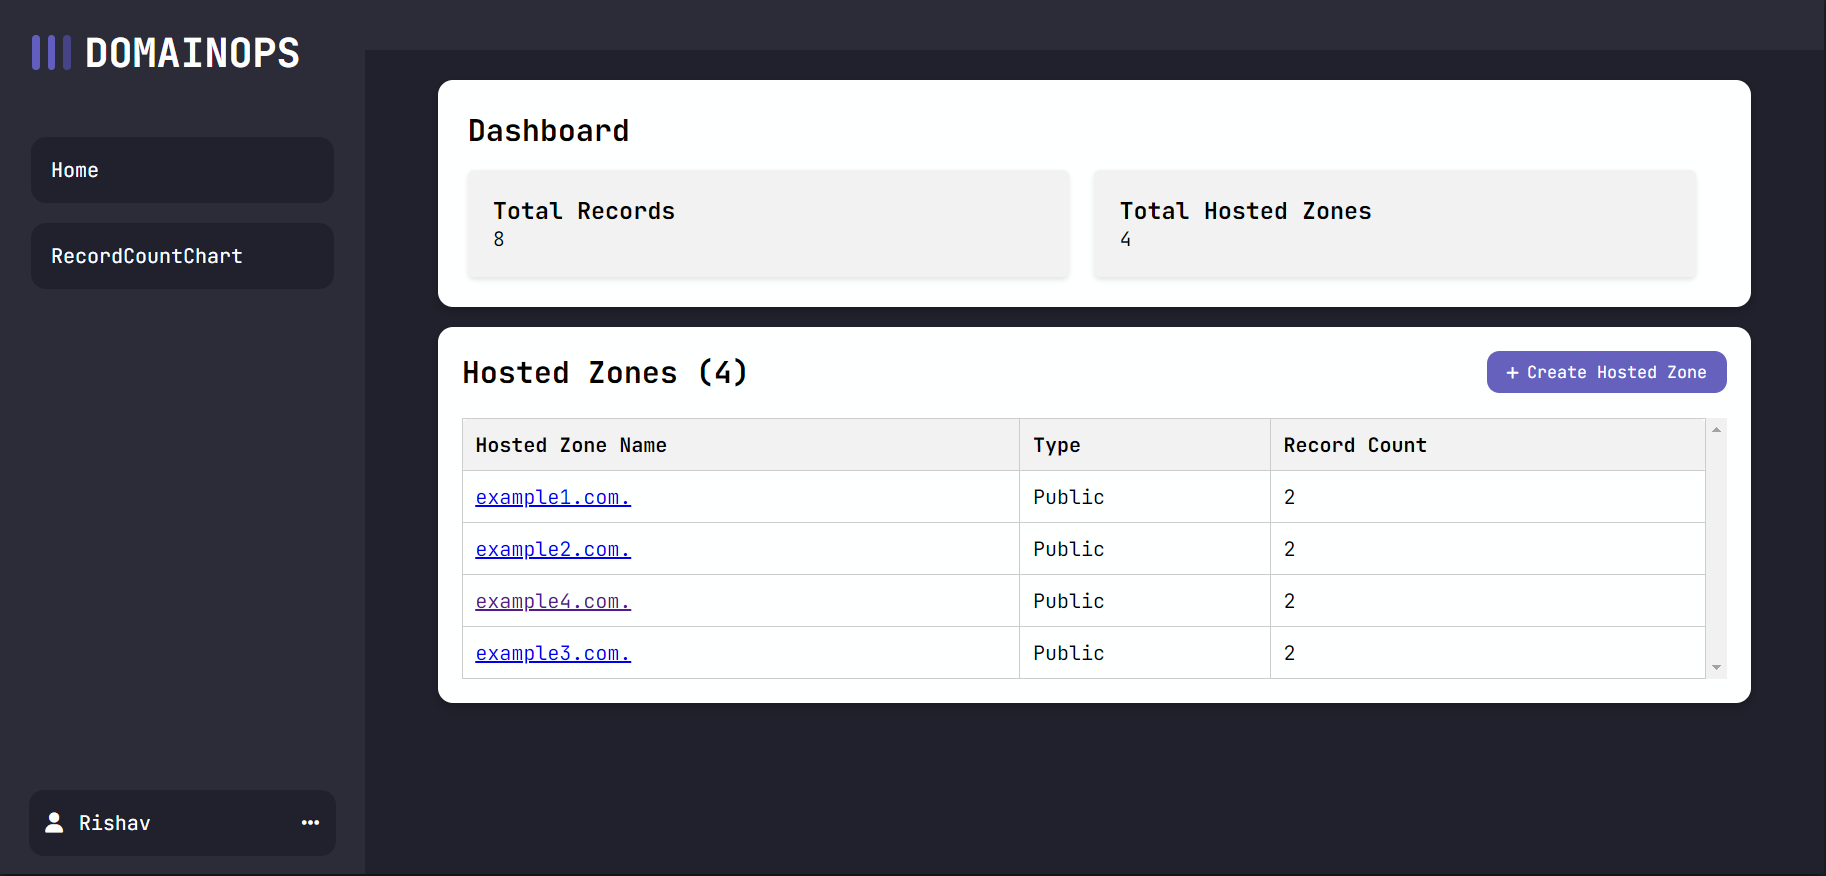 DOMAINOPS
Home
RecordCountChart
Rishav
Dashboard
Total Records
8
Total Hosted Zones
4
Hosted Zones (4)
+ Create Hosted Zone
Hosted Zone Name Type Record Count
example1.com. Public 2
example2.com. Public 2
example4.com. Public 2
example3.com. Public 2